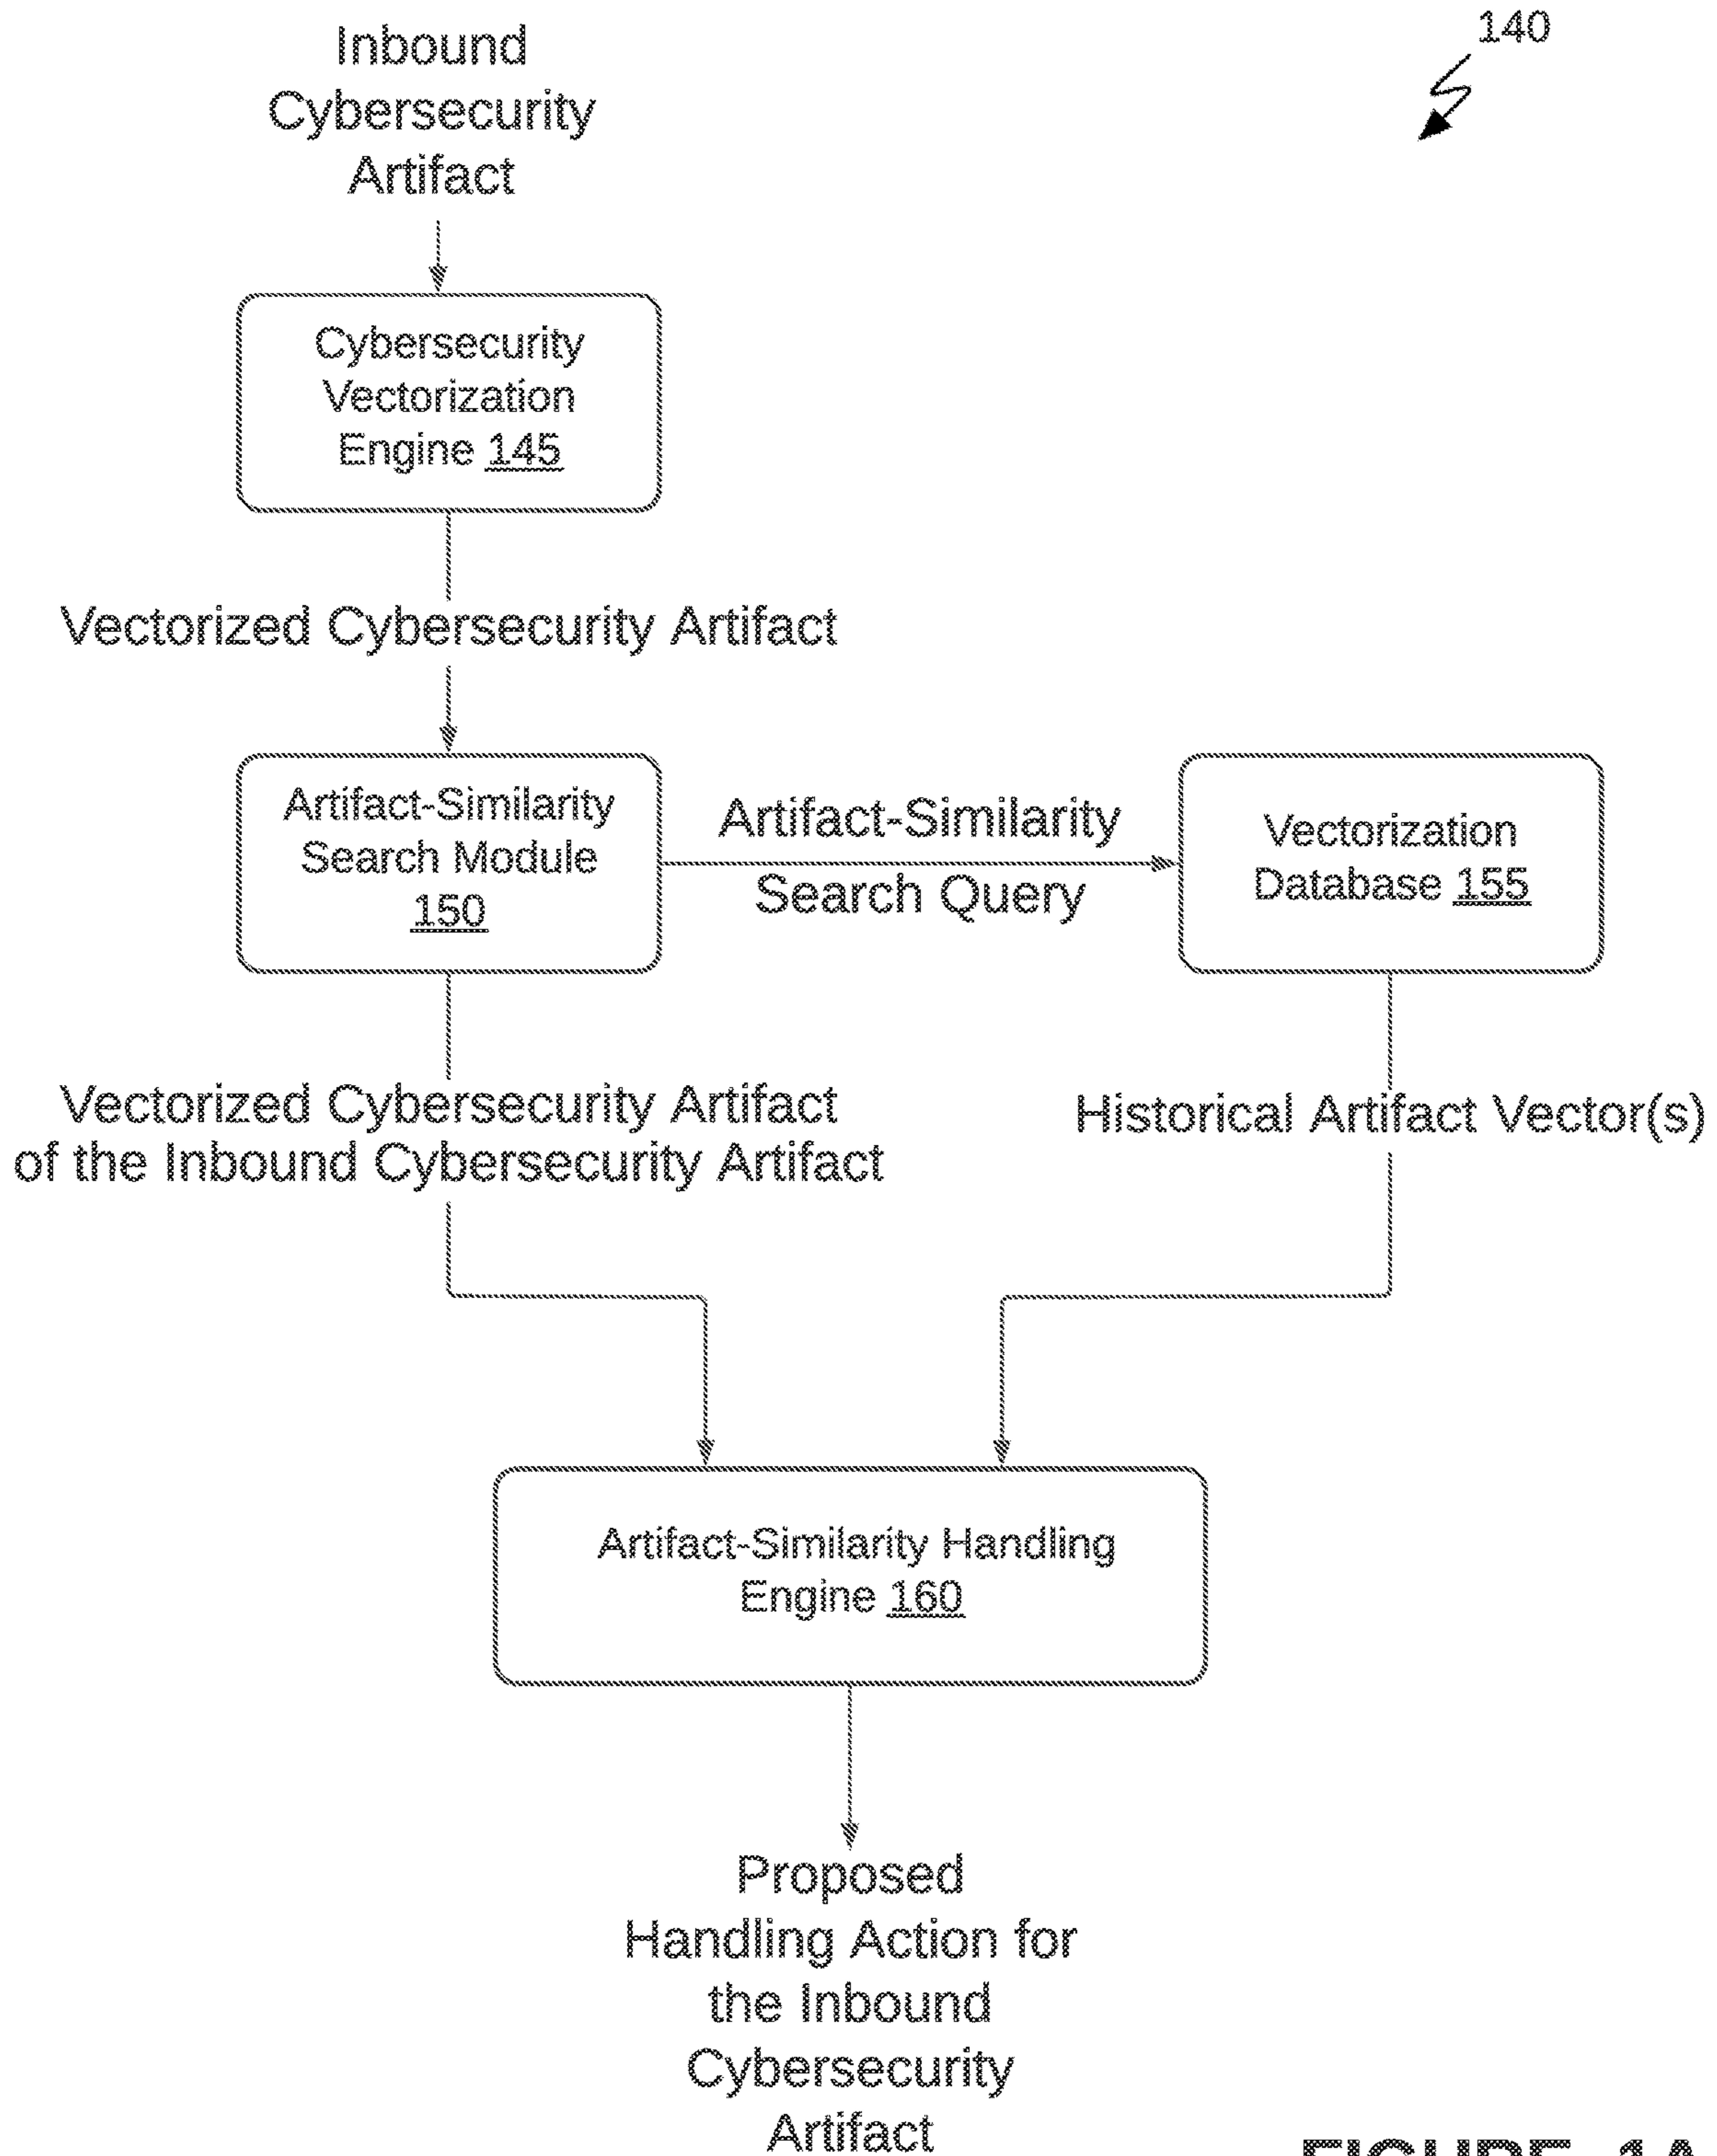 140
Inbound
Cybersecurity
Artifact
Cybersecurity
Vectorization
Engine 145
Vectorized Cybersecurity Artifact
Artifact-Similarity
Search Module
150
Artifact-Similarity
Search Query
Vectorization
Database 155
Vectorized Cybersecurity Artifact
of the Inbound Cybersecurity Artifact
Historical Artifact Vector(s)
Artifact-Similarity Handling
Engine 160
Proposed
Handling Action for
the Inbound
Cybersecurity
Artifact
FIGURE 1A